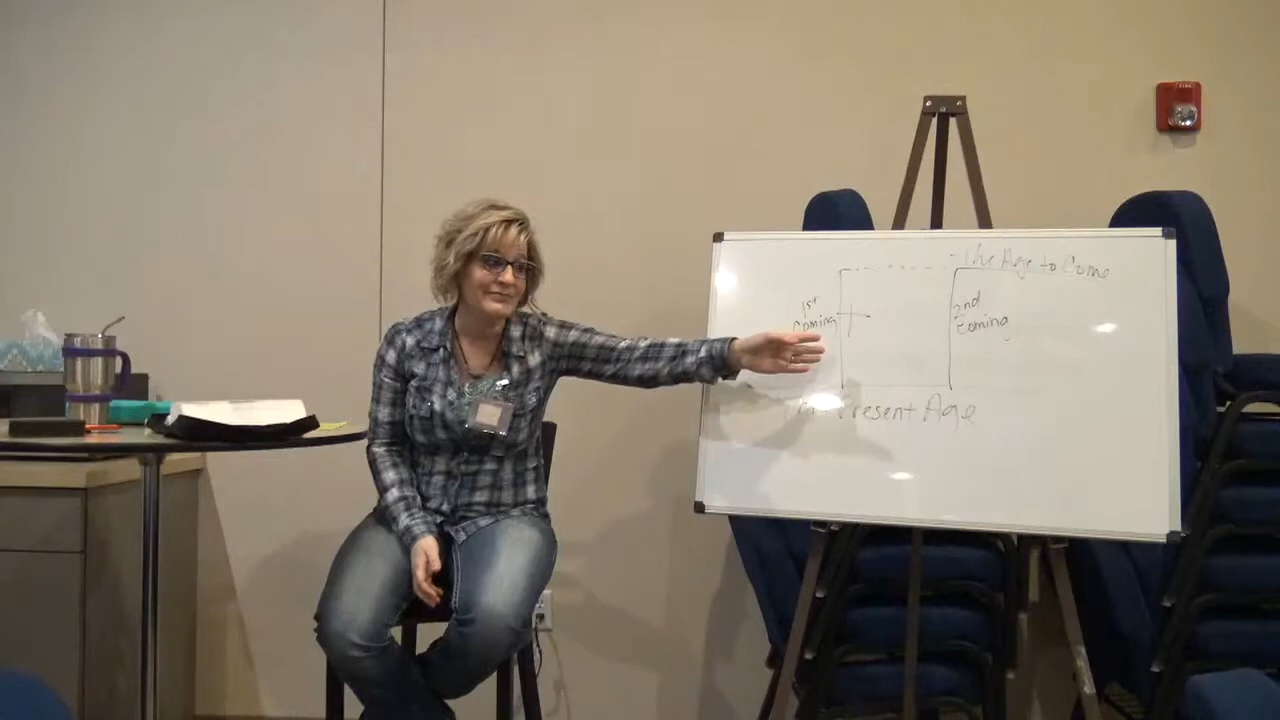 The Age to Come
1st
Coming
2nd
Coming
Present Age